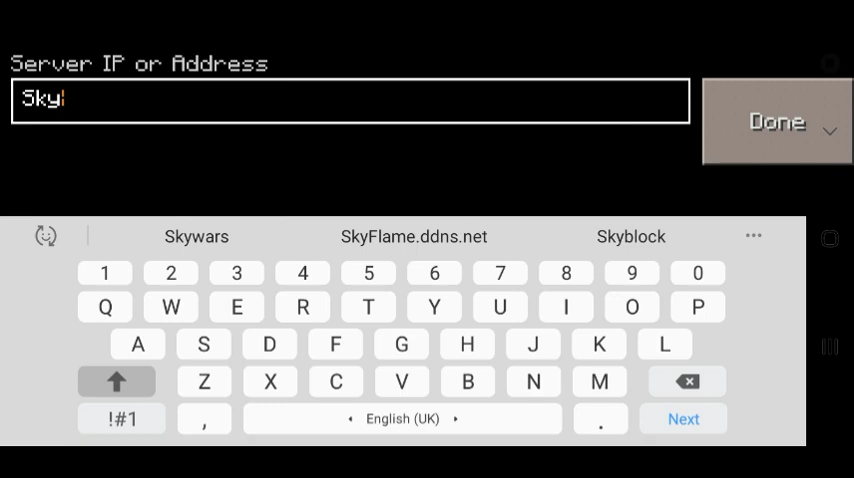 Server IP or Address
Sky
Done
Skywars SkyFlame.ddns.net Skyblock ...
1 2 3 4 5 6 7 8 9 0
Q W E R T Y U I O P
A S D F G H J K L
Z X C V B N M
!#1 , English (UK) . Next